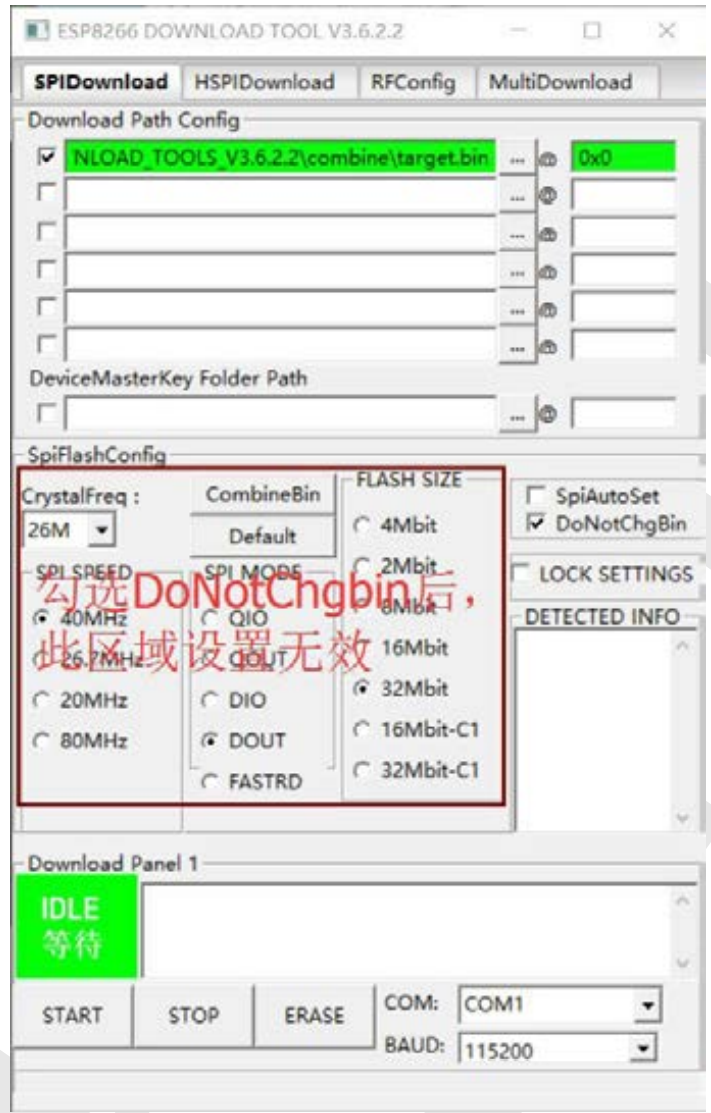 ESP8266 DOWNLOAD TOOL V3.6.2.2
SPIDownload HSPIDownload RFConfig MultiDownload
Download Path Config
NLOAD_TOOLS_V3.6.2.2\combine\target.bin ... @ 0x0
... @
... @
... @
... @
... @
DeviceMasterKey Folder Path
... @
SpiFlashConfig
CrystalFreq :
26M
CombineBin
Default
SPI SPEED
40MHz
26.7MHz
20MHz
80MHz
SPI MODE
QIO
QOUT
DIO
DOUT
FASTRD
FLASH SIZE
4Mbit
2Mbit
8Mbit
16Mbit
32Mbit
16Mbit-C1
32Mbit-C1
勾选DoNotChgbin后，
此区域设置无效
SpiAutoSet
DoNotChgBin
LOCK SETTINGS
DETECTED INFO
Download Panel 1
IDLE
等待
START STOP ERASE
COM: COM1
BAUD: 115200